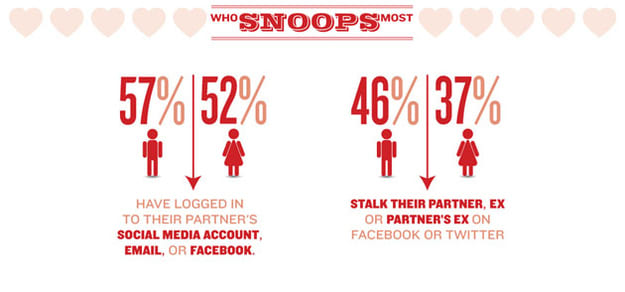 WHO SNOOPS MOST
57% 52%
HAVE LOGGED IN
TO THEIR PARTNER'S
SOCIAL MEDIA ACCOUNT,
EMAIL, OR FACEBOOK.
46% 37%
STALK THEIR PARTNER, EX
OR PARTNER'S EX ON
FACEBOOK OR TWITTER